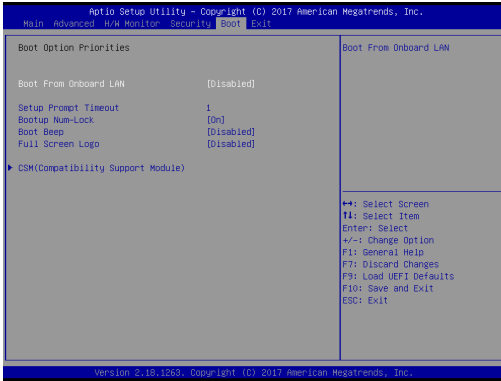 Aptio Setup Utility – Copyright (C) 2017 American Megatrends, Inc.
Main Advanced H/W Monitor Security Boot Exit
Boot Option Priorities
Boot From Onboard LAN [Disabled]
Setup Prompt Timeout 1
Bootup Num-Lock [On]
Boot Beep [Disabled]
Full Screen Logo [Disabled]
CSM(Compatibility Support Module)
Boot From Onboard LAN
↔: Select Screen
↑↓: Select Item
Enter: Select
+/-: Change Option
F1: General Help
F7: Discard Changes
F9: Load UEFI Defaults
F10: Save and Exit
ESC: Exit
Version 2.18.1263. Copyright (C) 2017 American Megatrends, Inc.